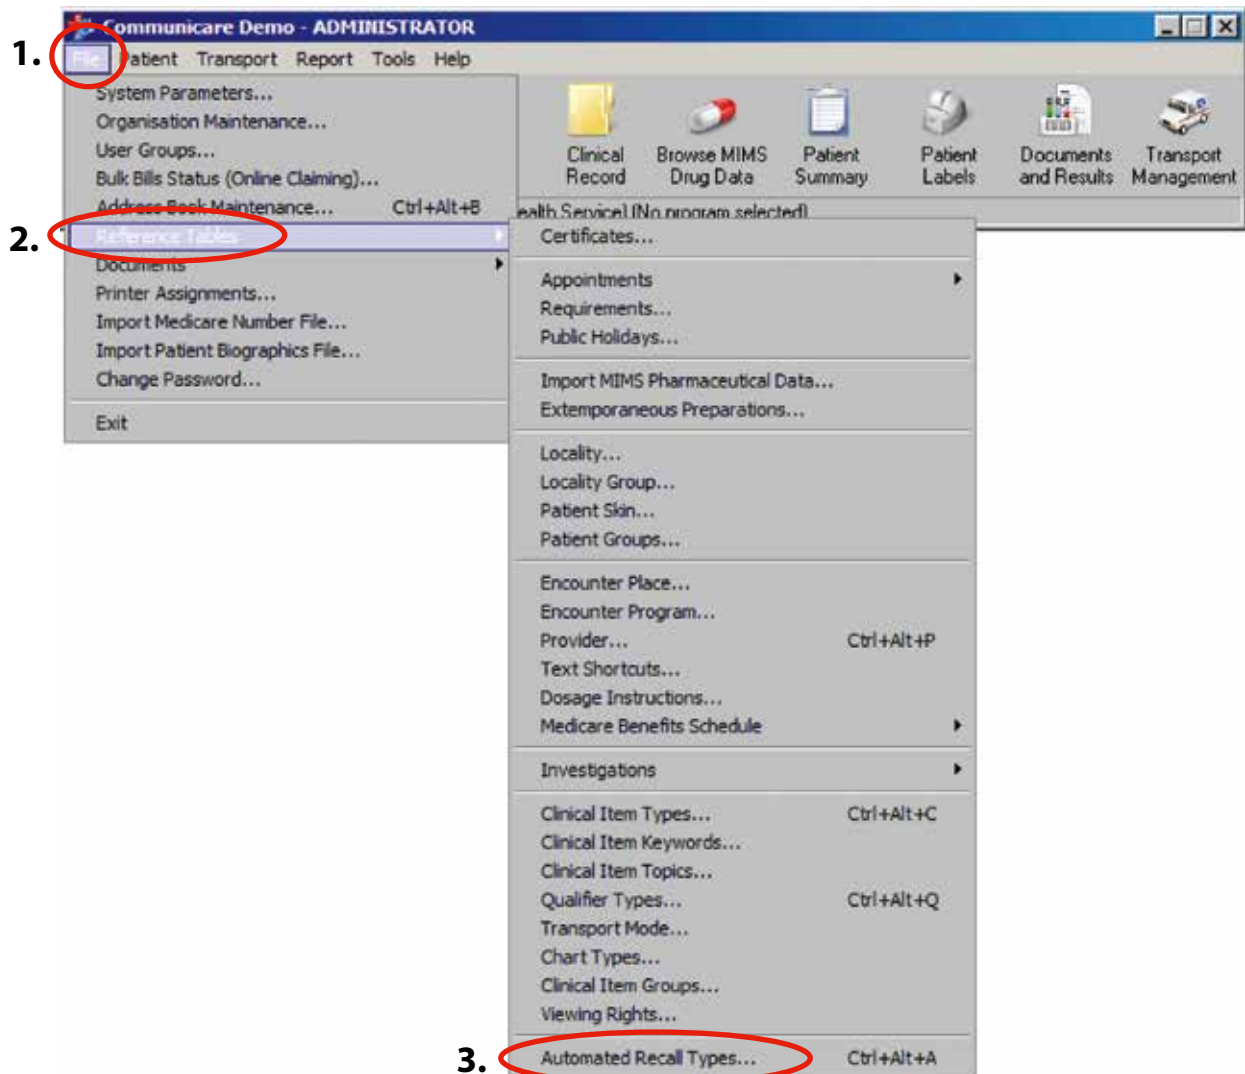 Communicare Demo - ADMINISTRATOR
1.
File Patient Transport Report Tools Help
System Parameters...
Organisation Maintenance...
User Groups...
Bulk Bills Status (Online Claiming)...
Address Book Maintenance... Ctrl+Alt+B
2.
Reference Tables
Documents
Printer Assignments...
Import Medicare Number File...
Import Patient Biographics File...
Change Password...
Exit
Clinical Record
Browse MIMS Drug Data
Patient Summary
Patient Labels
Documents and Results
Transport Management
ealth Service] [No program selected]
Certificates...
Appointments
Requirements...
Public Holidays...
Import MIMS Pharmaceutical Data...
Extemporaneous Preparations...
Locality...
Locality Group...
Patient Skin...
Patient Groups...
Encounter Place...
Encounter Program...
Provider... Ctrl+Alt+P
Text Shortcuts...
Dosage Instructions...
Medicare Benefits Schedule
Investigations
Clinical Item Types... Ctrl+Alt+C
Clinical Item Keywords...
Clinical Item Topics...
Qualifier Types... Ctrl+Alt+Q
Transport Mode...
Chart Types...
Clinical Item Groups...
Viewing Rights...
3.
Automated Recall Types... Ctrl+Alt+A